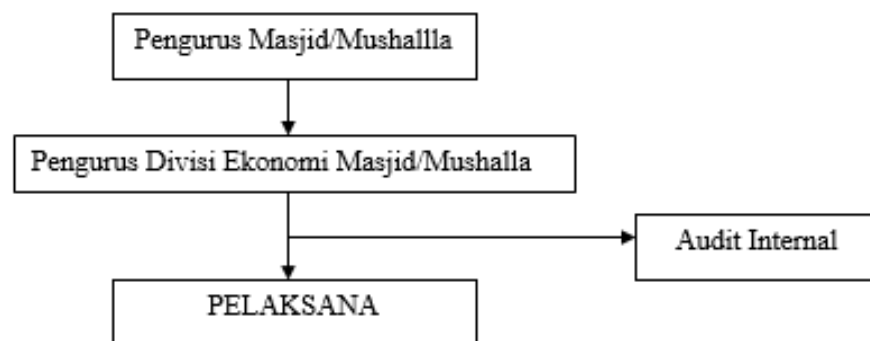 Pengurus Masjid/Mushallla
Pengurus Divisi Ekonomi Masjid/Mushalla
Audit Internal
PELAKSANA